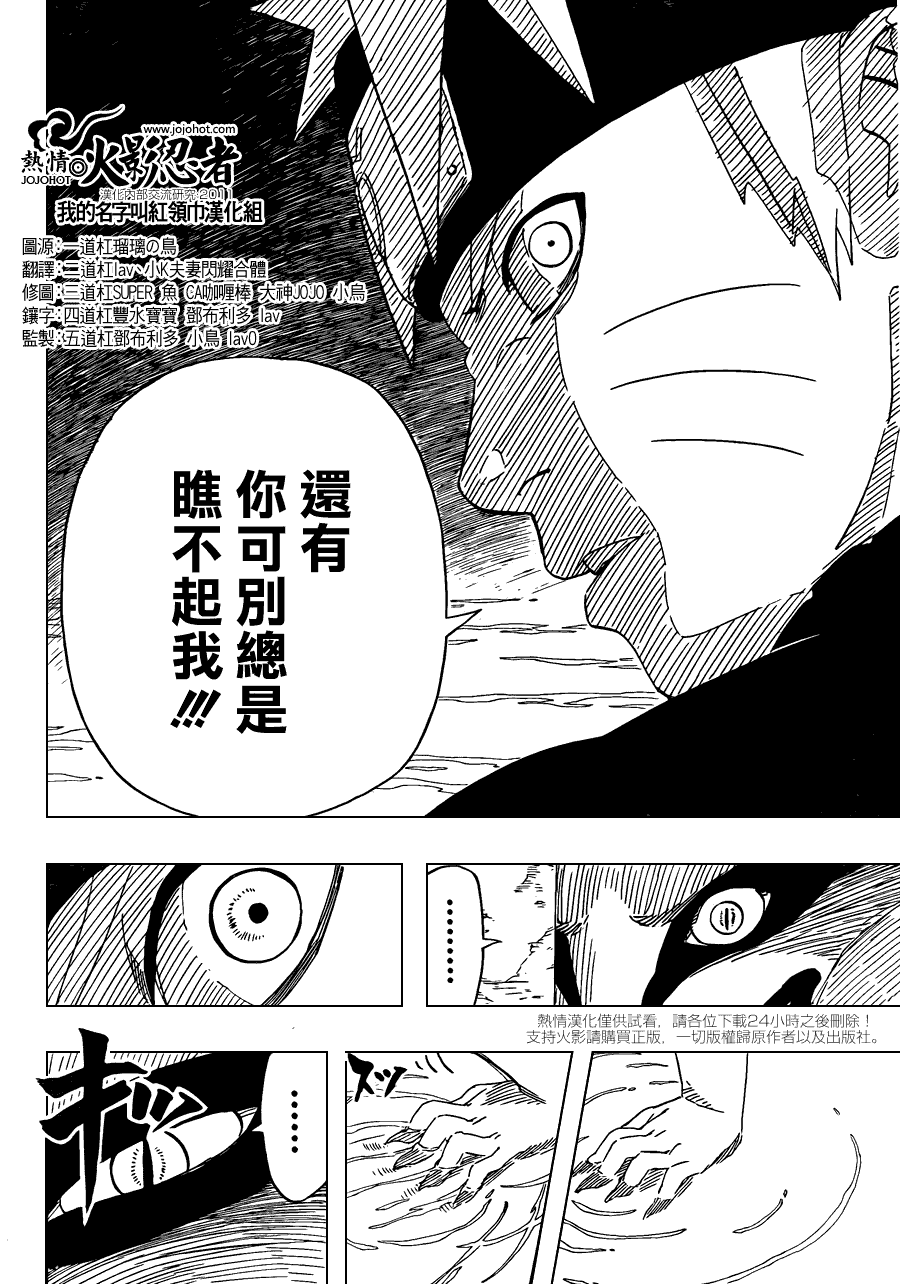 www.jojohot.com
熱情
JOJOHOT
火影忍者
漢化內部交流研究 2011
我的名字叫紅領巾漢化組
圖源:一道杠瑠璃の鳥
翻譯:二道杠lav、小K夫妻閃耀合體
修圖:三道杠SUPER 魚 CA咖喱棒 大神JOJO 小鳥
鑲字:四道杠豐水寶寶 鄧布利多 lav
監製:五道杠鄧布利多 小鳥 lav0
還有
你可別總是
瞧不起我!!!
………
熱情漢化僅供試看，請各位下載24小時之後刪除！
支持火影請購買正版，一切版權歸原作者以及出版社。
ズッ
……
ギッ